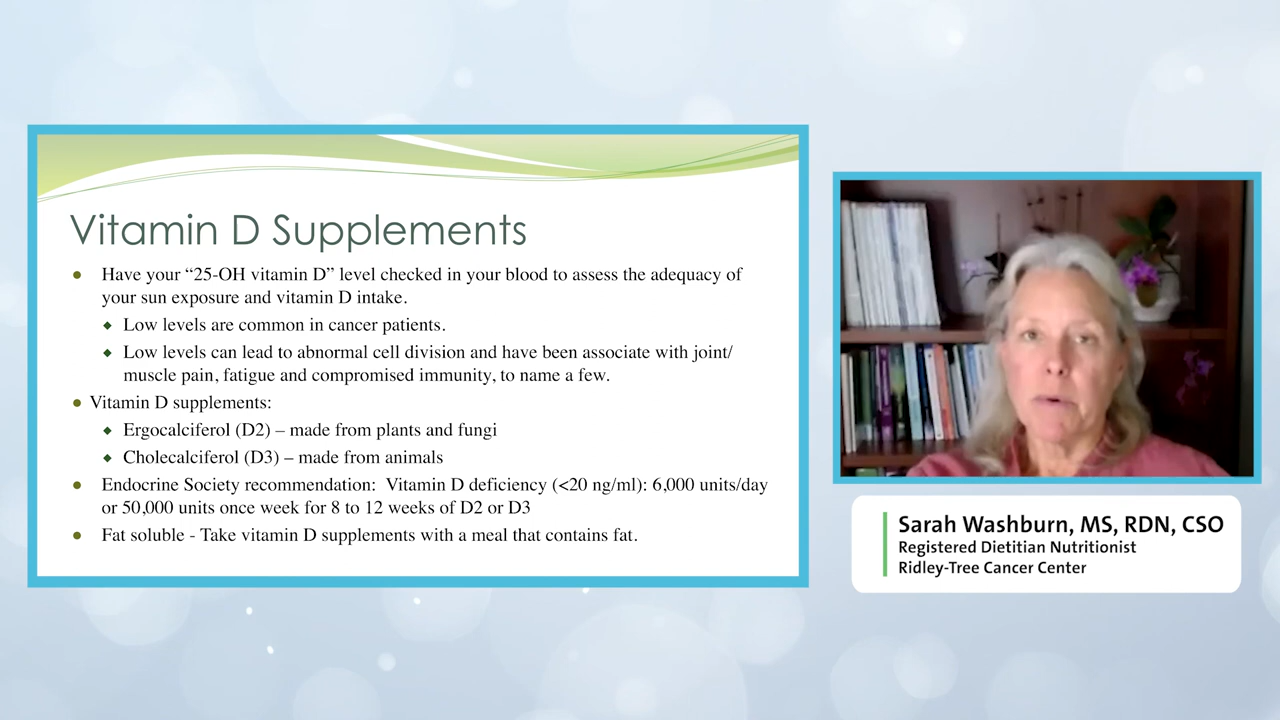 Vitamin D Supplements
● Have your “25-OH vitamin D” level checked in your blood to assess the adequacy of
your sun exposure and vitamin D intake.
◆ Low levels are common in cancer patients.
◆ Low levels can lead to abnormal cell division and have been associate with joint/
muscle pain, fatigue and compromised immunity, to name a few.
● Vitamin D supplements:
◆ Ergocalciferol (D2) – made from plants and fungi
◆ Cholecalciferol (D3) – made from animals
● Endocrine Society recommendation:  Vitamin D deficiency (<20 ng/ml): 6,000 units/day
or 50,000 units once week for 8 to 12 weeks of D2 or D3
● Fat soluble - Take vitamin D supplements with a meal that contains fat.
Sarah Washburn, MS, RDN, CSO
Registered Dietitian Nutritionist
Ridley-Tree Cancer Center